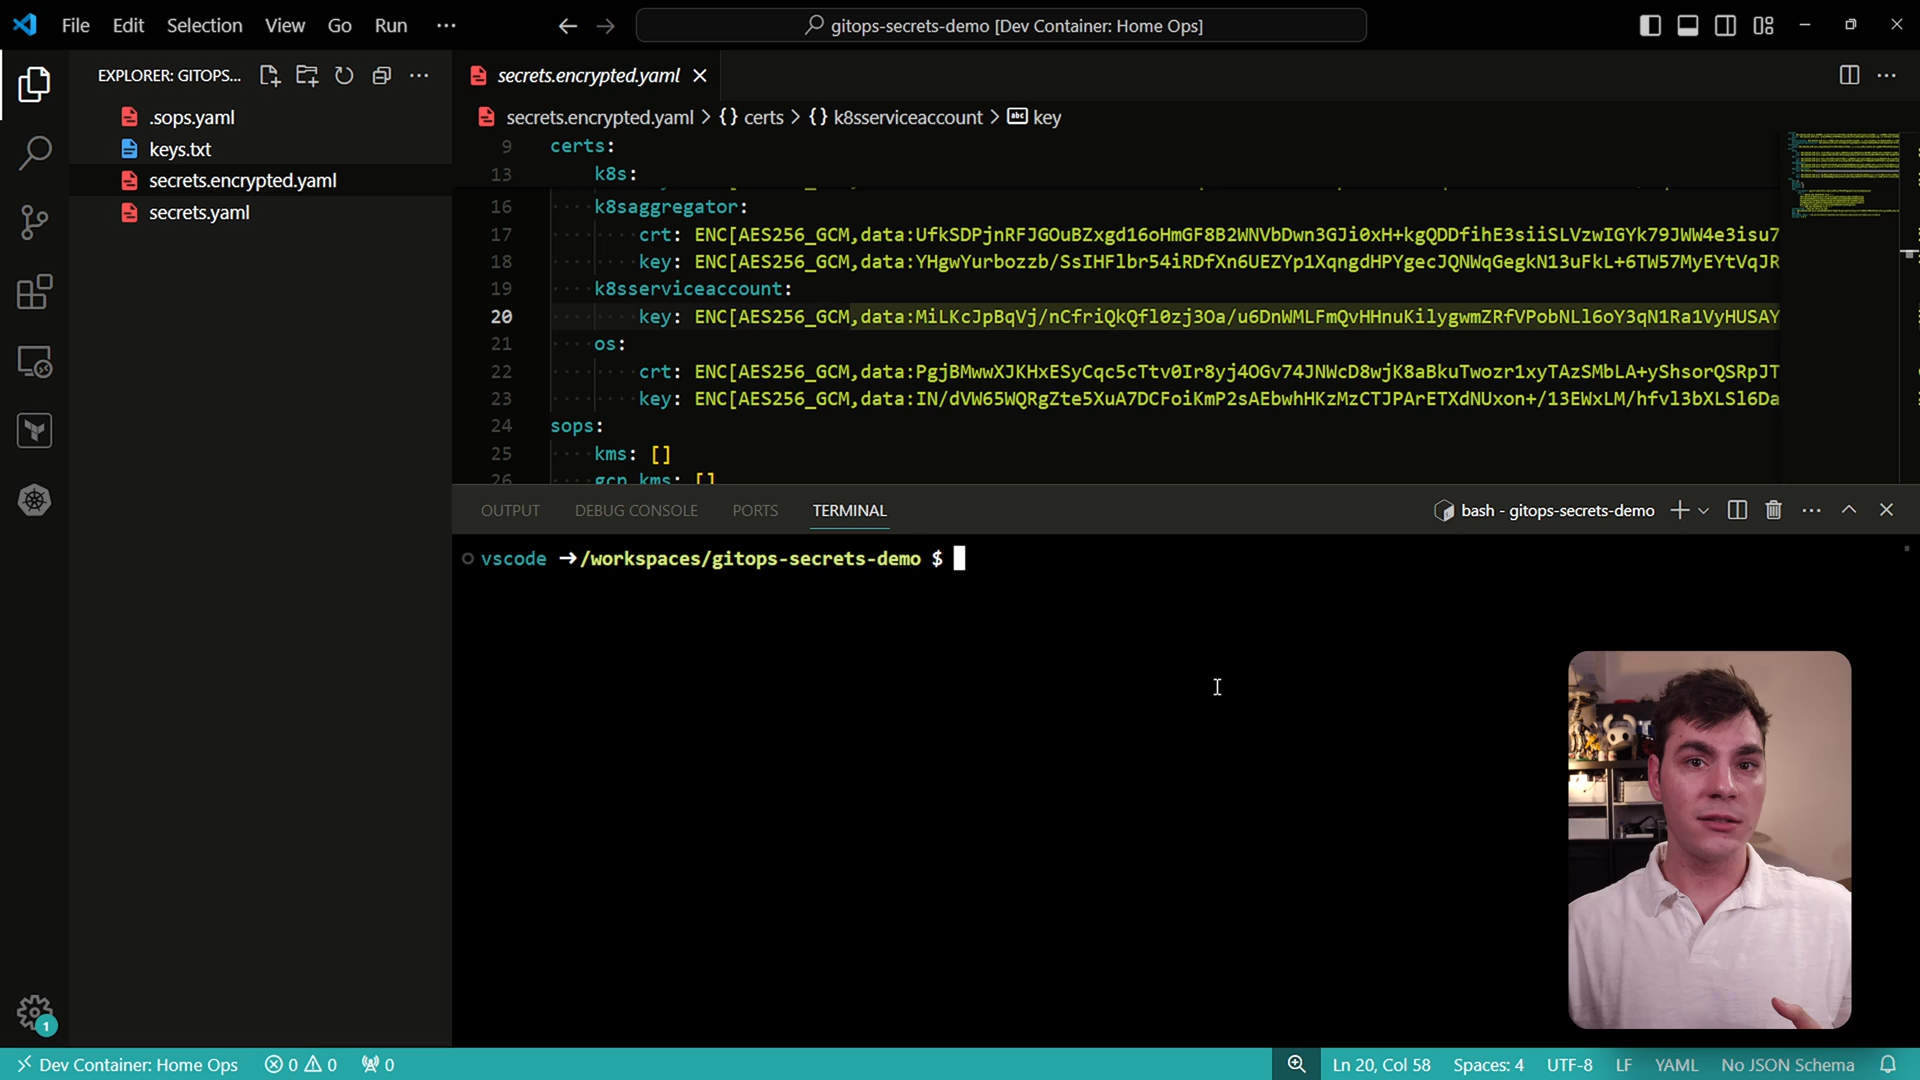 File Edit Selection View Go Run ...
gitops-secrets-demo [Dev Container: Home Ops]
EXPLORER: GITOPS...
.sops.yaml
keys.txt
secrets.encrypted.yaml
secrets.yaml
secrets.encrypted.yaml
secrets.encrypted.yaml > {} certs > {} k8sserviceaccount > abc key
9 certs:
13 k8s:
16 k8saggregator:
17 crt: ENC[AES256_GCM,data:UfkSDPjnRFJGOuBZxgd16oHmGF8B2WNVbDwn3GJi0xH+kgQDDfihE3siiSLVzwIGYk79JWW4e3isu7
18 key: ENC[AES256_GCM,data:YHgwYurbozzb/SsIHFlbr54iRDfXn6UEZYp1XqngdHPYgecJQNWqGegkN13uFkL+6TW57MyEYtVqJR
19 k8sserviceaccount:
20 key: ENC[AES256_GCM,data:MiLKcJpBqVj/nCfriQkQfl0zj3Oa/u6DnWMLFmQvHHnuKilygwmZRfVPobNLl6oY3qN1Ra1VyHUSAY
21 os:
22 crt: ENC[AES256_GCM,data:PgjBMwwXJKHxESyCqc5cTtv0Ir8yj4OGv74JNWcD8wjK8aBkuTwozr1xyTAzSMbLA+yShsorQSRpJT
23 key: ENC[AES256_GCM,data:IN/dVW65WQRgZte5XuA7DCFoiKmP2sAEbwhHKzMzCTJPArETXdNUxon+/13EWxLM/hfvl3bXLSl6Da
24 sops:
25 kms: []
26 gcp_kms: []
OUTPUT DEBUG CONSOLE PORTS TERMINAL
bash - gitops-secrets-demo
vscode ➜ /workspaces/gitops-secrets-demo $
1
Dev Container: Home Ops 0 0 0
Ln 20, Col 58 Spaces: 4 UTF-8 LF YAML No JSON Schema